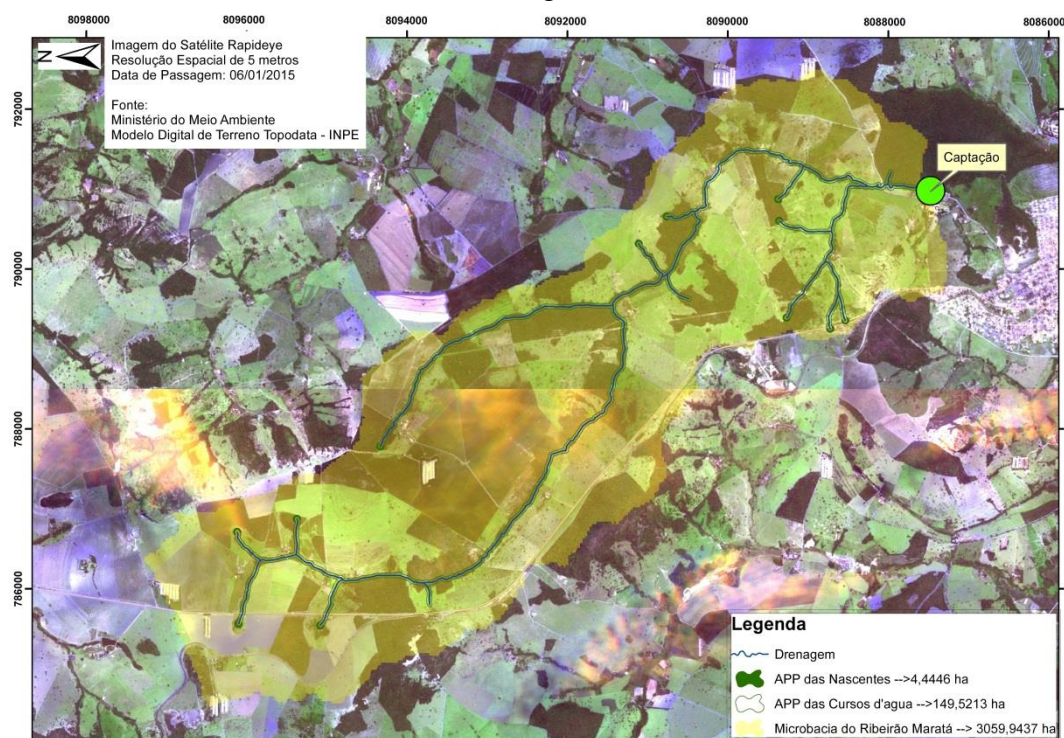 8098000 8096000 8094000 8092000 8090000 8088000 8086000
N
Imagem do Satélite Rapideye
Resolução Espacial de 5 metros
Data de Passagem: 06/01/2015
Fonte:
Ministério do Meio Ambiente
Modelo Digital de Terreno Topodata - INPE
792000
790000
788000
786000
Captação
Legenda
Drenagem
APP das Nascentes -->4,4446 ha
APP das Cursos d'agua -->149,5213 ha
Microbacia do Ribeirão Maratá --> 3059,9437 ha